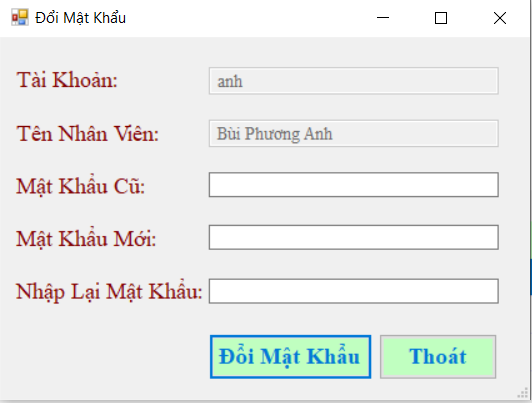 Đổi Mật Khẩu
Tài Khoản: anh
Tên Nhân Viên: Bùi Phương Anh
Mật Khẩu Cũ:
Mật Khẩu Mới:
Nhập Lại Mật Khẩu:
Đổi Mật Khẩu Thoát